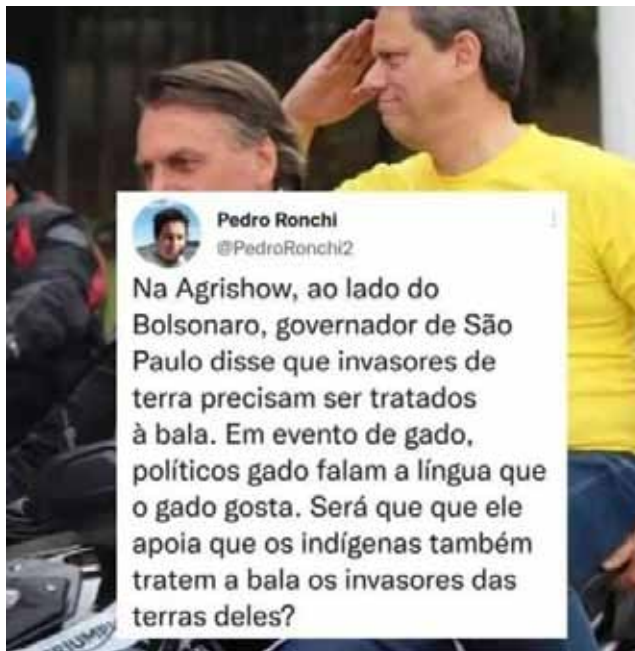 Pedro Ronchi
@PedroRonchi2
Na Agrishow, ao lado do
Bolsonaro, governador de São
Paulo disse que invasores de
terra precisam ser tratados
à bala. Em evento de gado,
políticos gado falam a língua que
o gado gosta. Será que que ele
apoia que os indígenas também
tratem a bala os invasores das
terras deles?
TRIUMPH